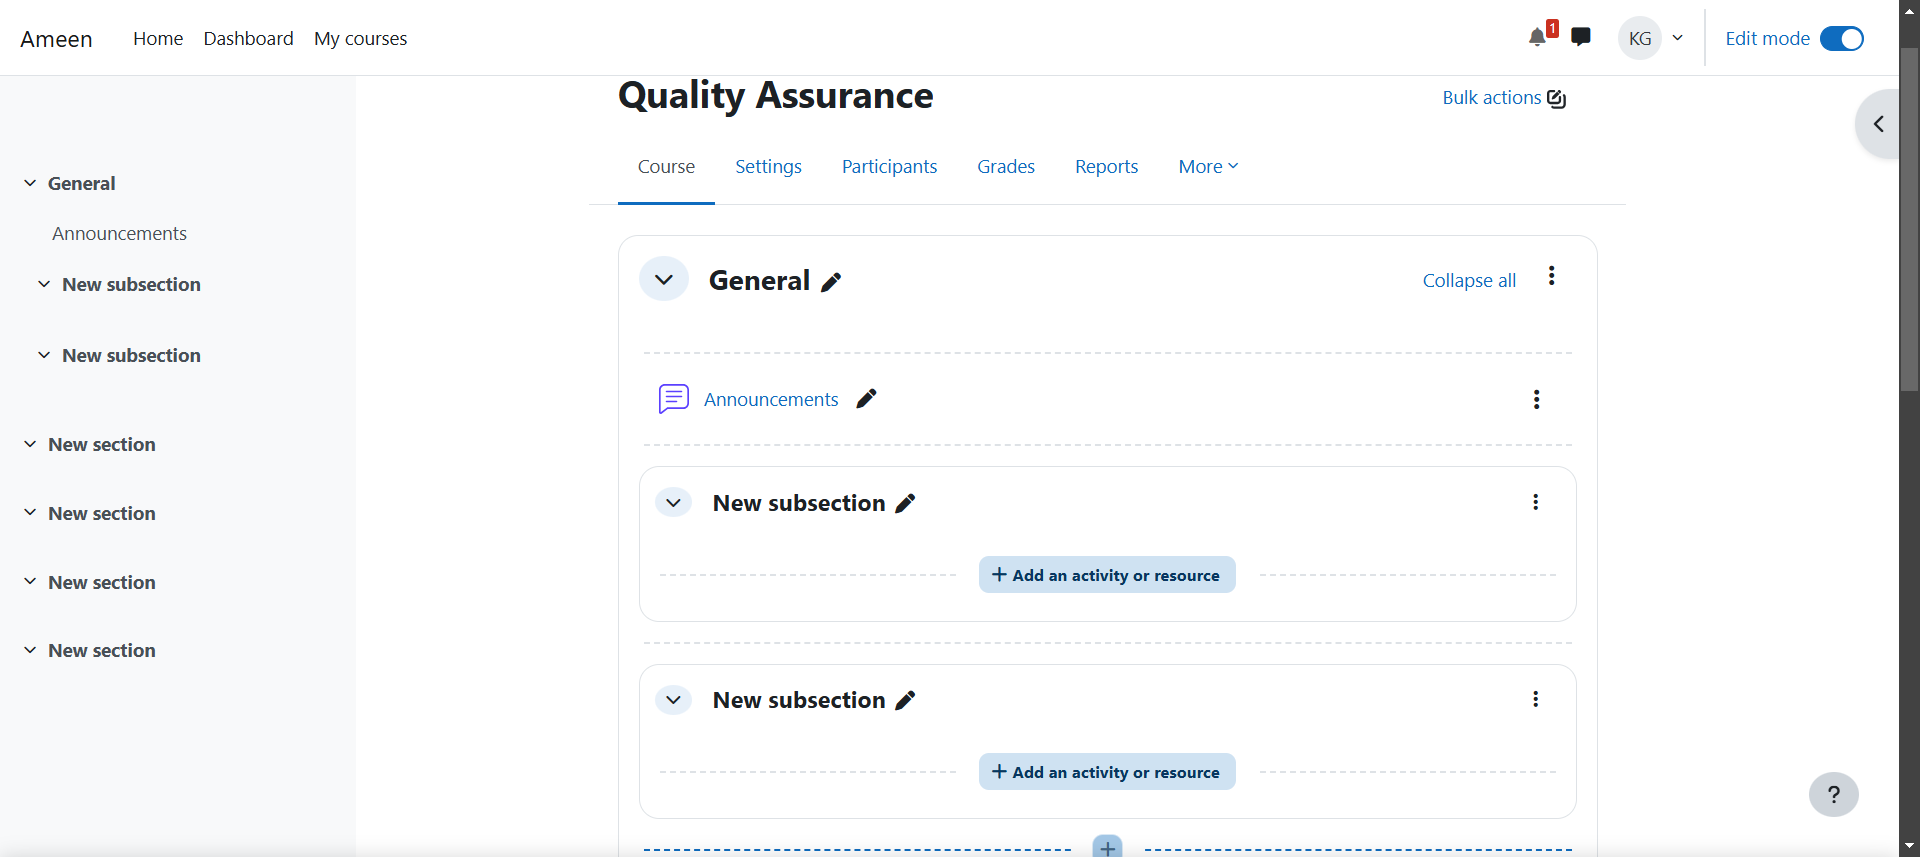 Ameen Home Dashboard My courses 1 KG Edit mode
Quality Assurance Bulk actions
Course Settings Participants Grades Reports More
General
Announcements
New subsection
New subsection
New section
New section
New section
New section
General Collapse all
Announcements
New subsection
+ Add an activity or resource
New subsection
+ Add an activity or resource
+
?